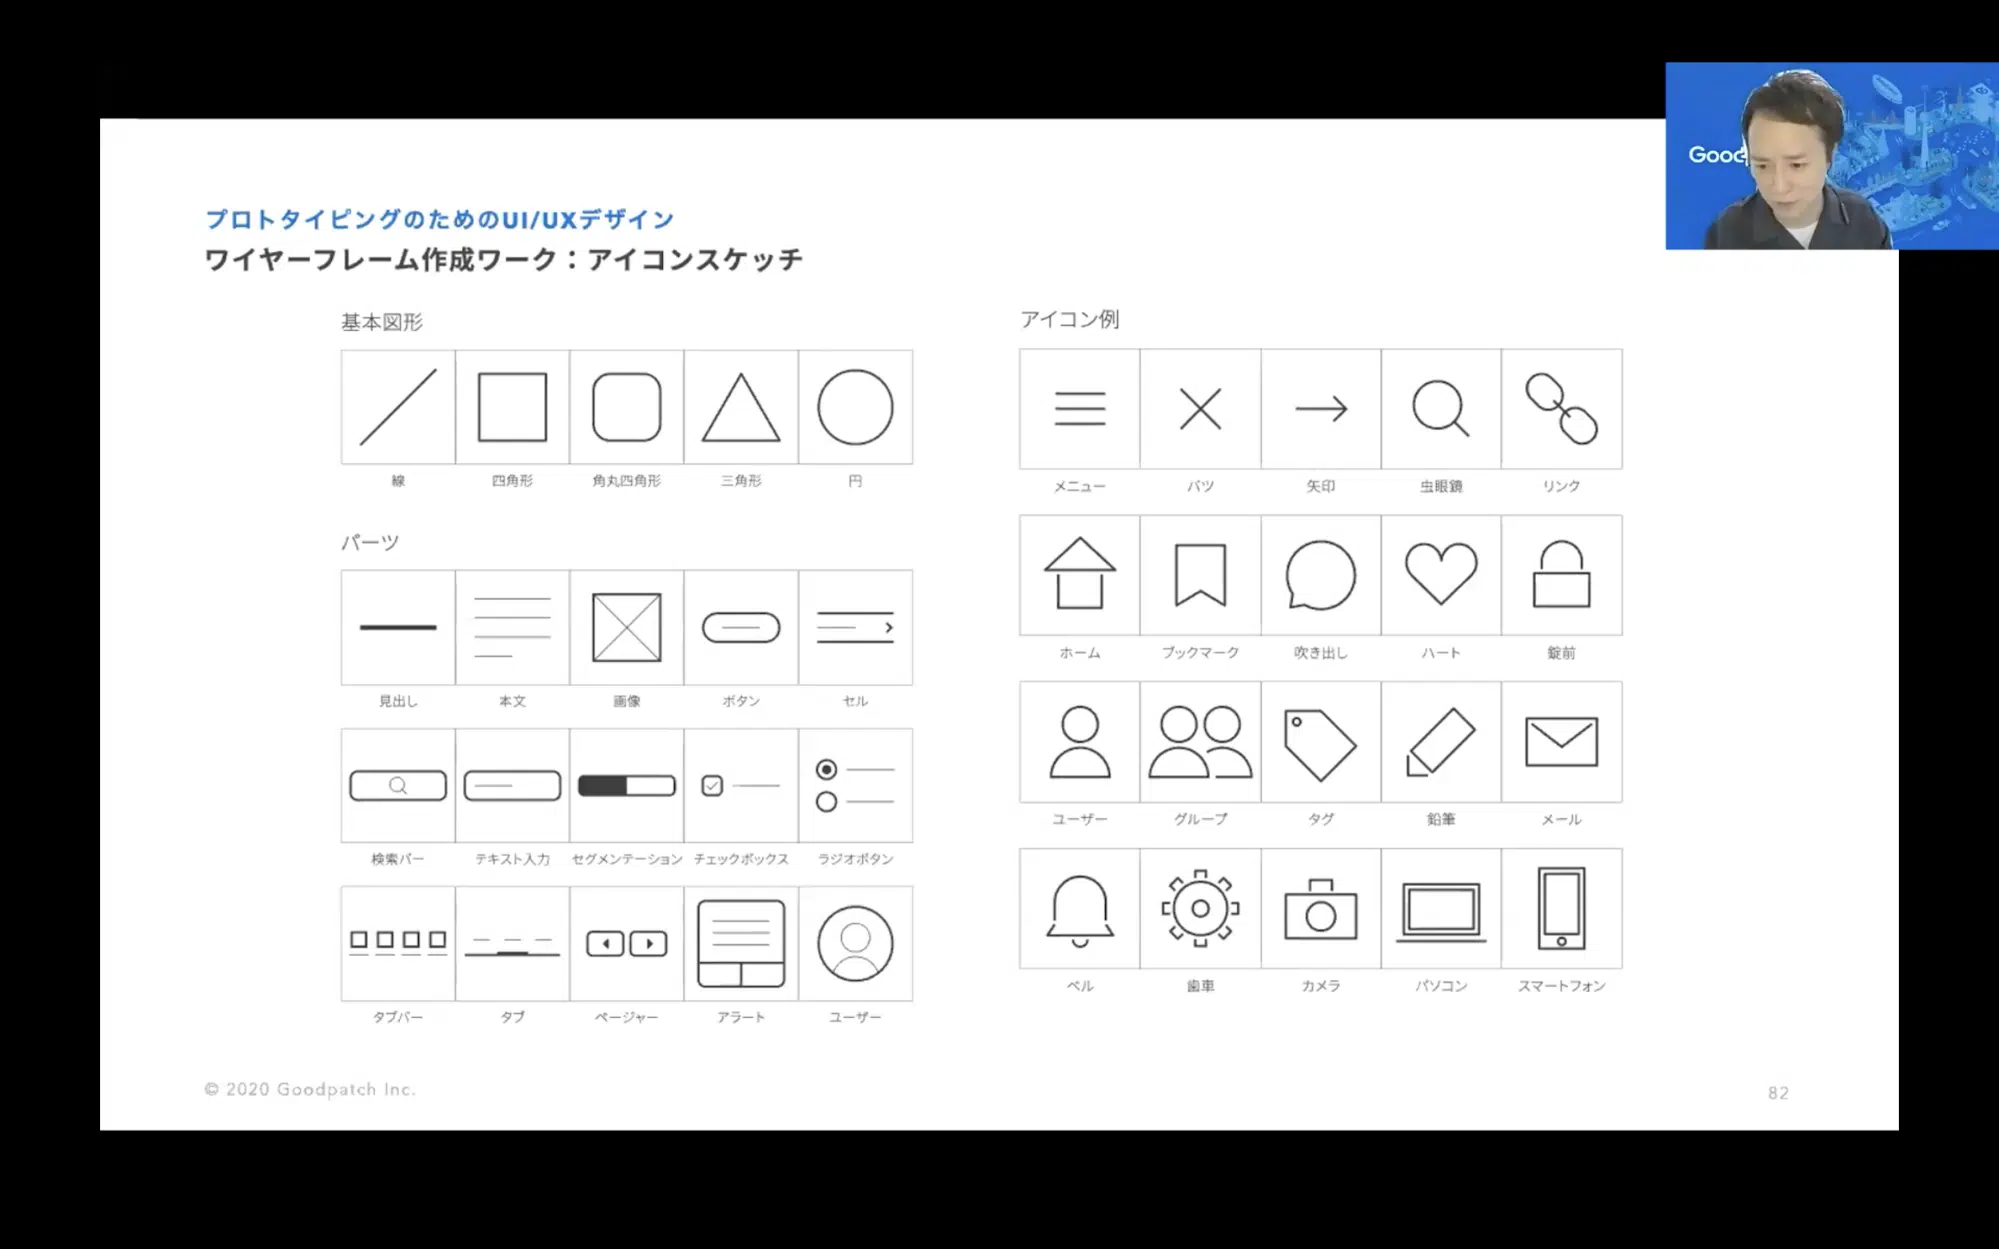 Good
プロトタイピングのためのUI/UXデザイン
ワイヤーフレーム作成ワーク：アイコンスケッチ
基本図形
線 四角形 角丸四角形 三角形 円
パーツ
見出し 本文 画像 ボタン セル
検索バー テキスト入力 セグメンテーション チェックボックス ラジオボタン
タブバー タブ ページャー アラート ユーザー
アイコン例
メニュー バツ 矢印 虫眼鏡 リンク
ホーム ブックマーク 吹き出し ハート 錠前
ユーザー グループ タグ 鉛筆 メール
ベル 歯車 カメラ パソコン スマートフォン
© 2020 Goodpatch Inc.
82